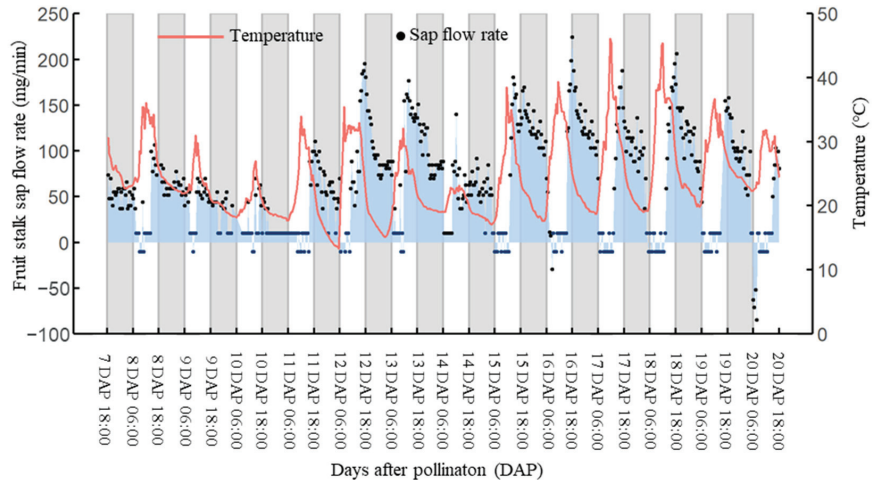 Temperature
Sap flow rate
Fruit stalk sap flow rate (mg/min)
250
200
150
100
50
0
−50
−100
50
40
30
20
10
0
Temperature (°C)
7 DAP 18:00
8 DAP 06:00
8 DAP 18:00
9 DAP 06:00
9 DAP 18:00
10 DAP 06:00
10 DAP 18:00
11 DAP 06:00
11 DAP 18:00
12 DAP 06:00
12 DAP 18:00
13 DAP 06:00
13 DAP 18:00
14 DAP 06:00
14 DAP 18:00
15 DAP 06:00
15 DAP 18:00
16 DAP 06:00
16 DAP 18:00
17 DAP 06:00
17 DAP 18:00
18 DAP 06:00
18 DAP 18:00
19 DAP 06:00
19 DAP 18:00
20 DAP 06:00
20 DAP 18:00
Days after pollinaton (DAP)